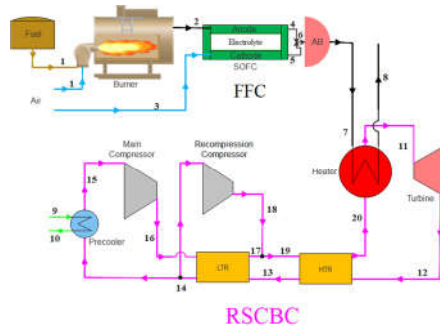 Fuel
2
Anode
4
Electrolyte
6
AB
Cathode
5
Burner
SOFC
1
1
Air
3
FFC
8
7
11
Main
Compressor
Recompression
Compressor
Heater
15
Turbine
18
9
20
10
Precooler
16
17
19
LTR
HTR
14
13
12
RSCBC